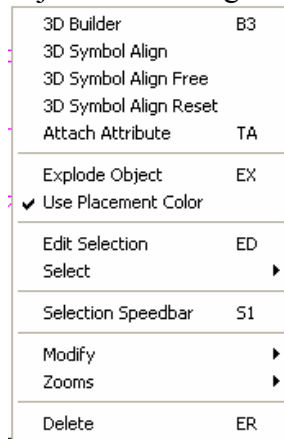 3D Builder B3
3D Symbol Align
3D Symbol Align Free
3D Symbol Align Reset
Attach Attribute TA
Explode Object EX
Use Placement Color
Edit Selection ED
Select
Selection Speedbar S1
Modify
Zooms
Delete ER